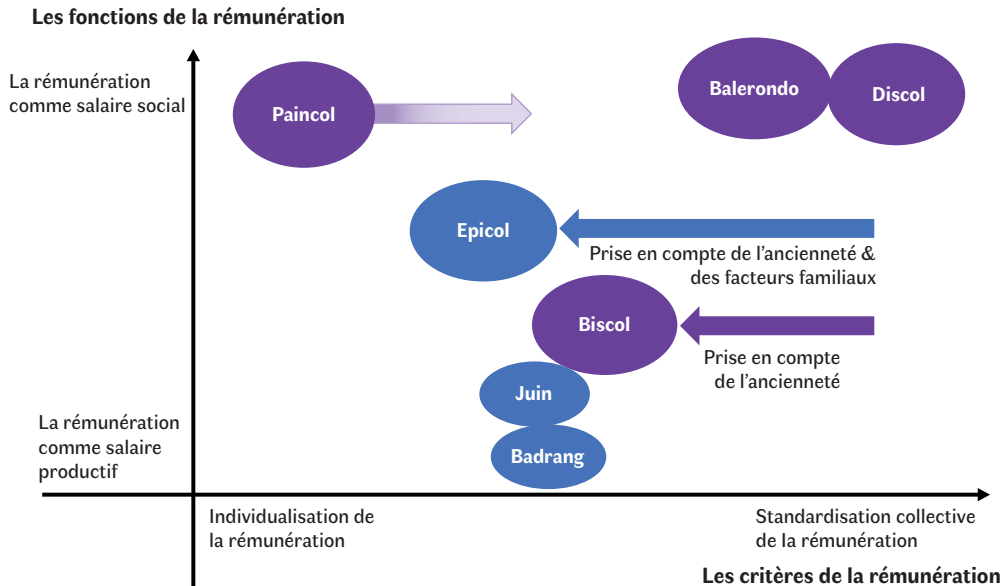 Les fonctions de la rémunération
La rémunération
comme salaire social
Paincol
Balerondo
Discol
Epicol
Prise en compte de l’ancienneté &
des facteurs familiaux
Biscol
Prise en compte
de l’ancienneté
Juin
La rémunération
comme salaire
productif
Badrang
Individualisation de
la rémunération
Standardisation collective
de la rémunération
Les critères de la rémunération